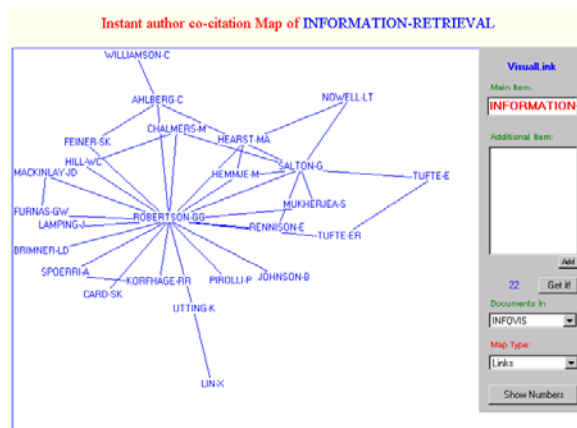 Instant author co-citation Map of INFORMATION-RETRIEVAL
WILLIAMSON-C
AHLBERG-C
NOWELL-LT
CHALMERS-M
FEINER-SK
HEARST-MA
HILL-WC
SALTON-G
MACKINLAY-JD
HEMMJE-M
TUFTE-E
MUKHERJEA-S
FURNAS-GW
ROBERTSON-GG
LAMPING-J
RENNISON-E
TUFTE-ER
BRIMNER-LD
SPOERRI-A
KORFHAGE-RR
PIROLLI-P
JOHNSON-B
CARD-SK
UTTING-K
LIN-X
VisualLink
Main Item:
INFORMATION-
Additional Item:
Add
22
Get it!
Documents In
INFOVIS
Map Type:
Links
Show Numbers